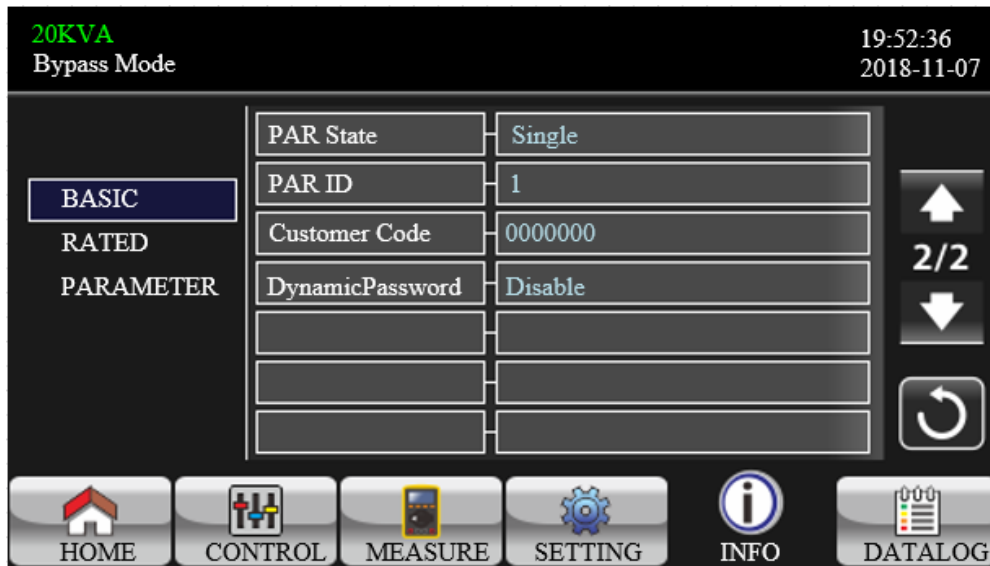 20KVA
Bypass Mode
19:52:36
2018-11-07
BASIC
RATED
PARAMETER
PAR State Single
PAR ID 1
Customer Code 0000000
DynamicPassword Disable
2/2
HOME CONTROL MEASURE SETTING INFO DATALOG